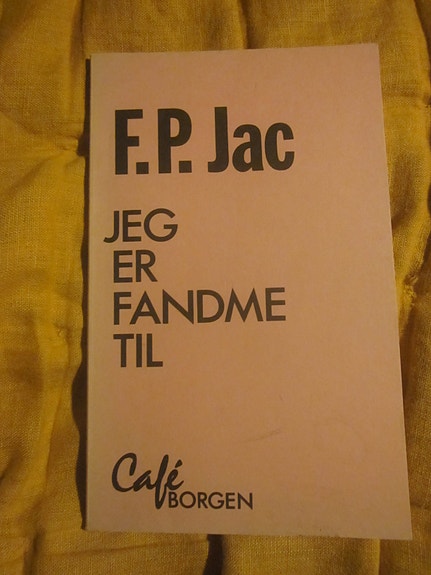 F.P. Jac
JEG
ER
FANDME
TIL
Café
BORGEN